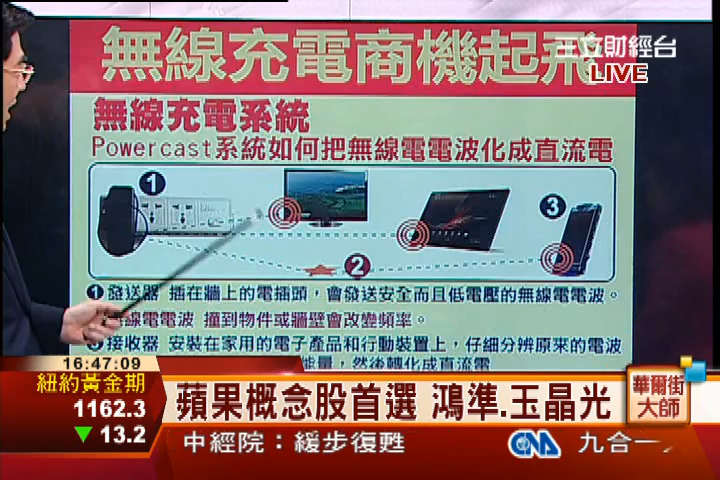 無線充電商機起飛
三立財經台
LIVE
無線充電系統
Powercast系統如何把無線電電波化成直流電
1
2
3
1 發送器 插在牆上的電插頭，會發送安全而且低電壓的無線電電波。
無線電電波 撞到物件或牆壁會改變頻率。
接收器 安裝在家用的電子產品和行動裝置上，仔細分辨原來的電波
能量，然後轉化成直流電
16:47:09
紐約黃金期
1162.3
▼ 13.2
蘋果概念股首選 鴻準.玉晶光
華爾街
大師
中經院：緩步復甦
CNA
九合一